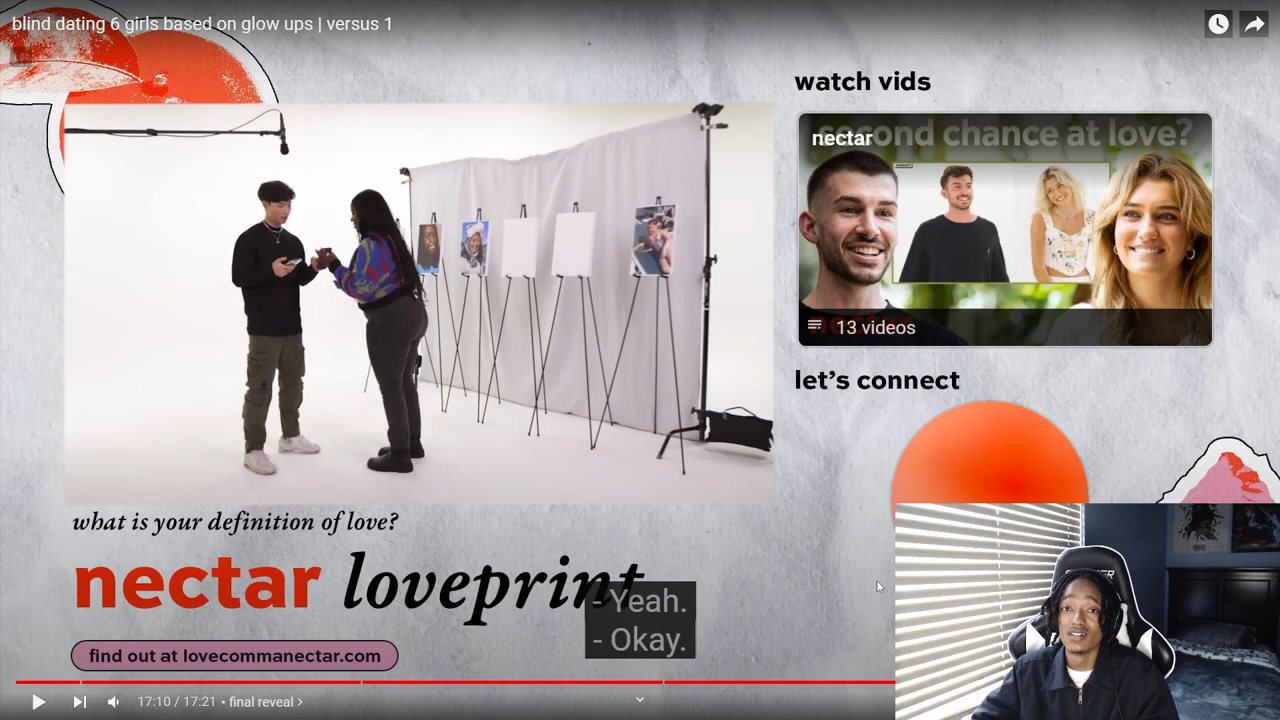 blind dating 6 girls based on glow ups | versus 1
watch vids
second chance at love?
nectar
13 videos
let's connect
what is your definition of love?
nectar loveprint
- Yeah.
- Okay.
find out at lovecommanectar.com
17:10 / 17:21 • final reveal ›